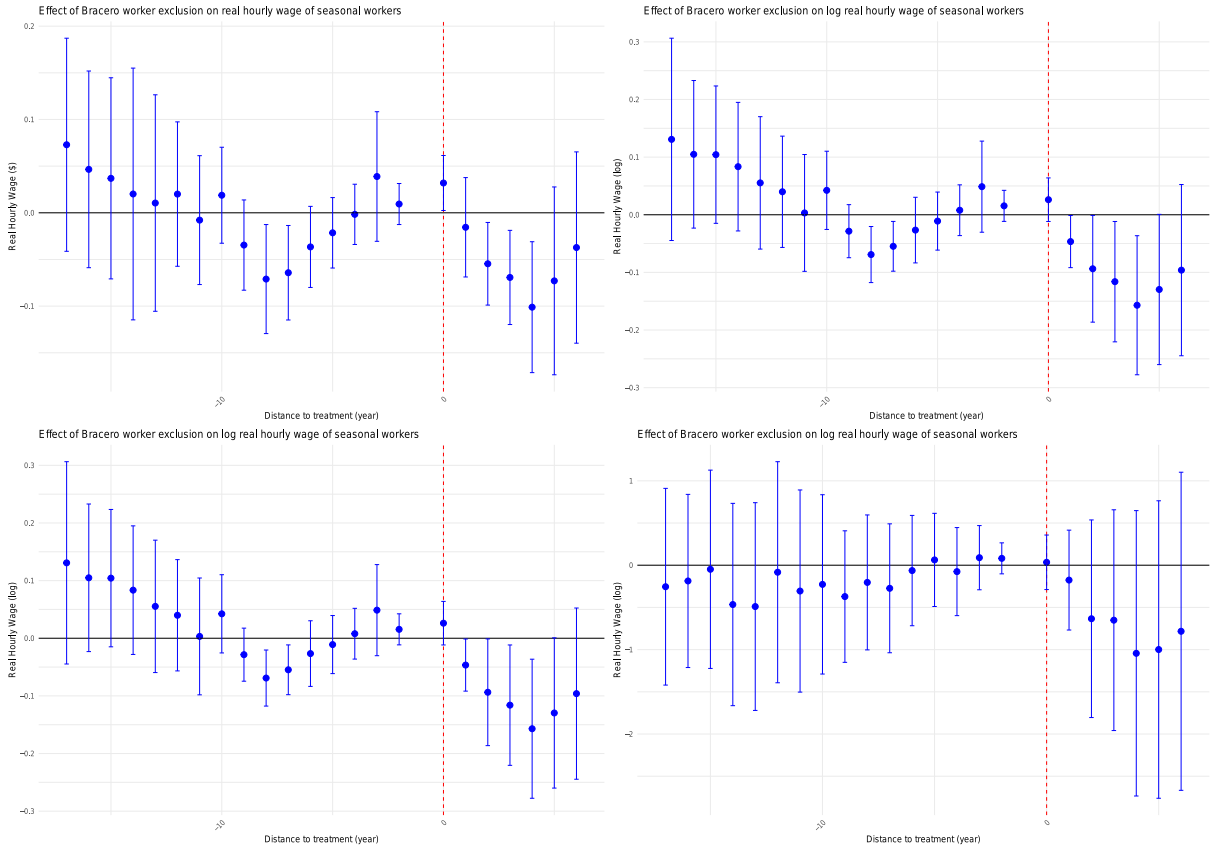 Effect of Bracero worker exclusion on real hourly wage of seasonal workers
0.2
0.1
0.0
−0.1
Real Hourly Wage ($)
−10
0
Distance to treatment (year)
Effect of Bracero worker exclusion on log real hourly wage of seasonal workers
0.3
0.2
0.1
0.0
−0.1
−0.2
−0.3
Real Hourly Wage (log)
−10
0
Distance to treatment (year)
Effect of Bracero worker exclusion on log real hourly wage of seasonal workers
0.3
0.2
0.1
0.0
−0.1
−0.2
−0.3
Real Hourly Wage (log)
−10
0
Distance to treatment (year)
Effect of Bracero worker exclusion on log real hourly wage of seasonal workers
1
0
−1
−2
Real Hourly Wage (log)
−10
0
Distance to treatment (year)